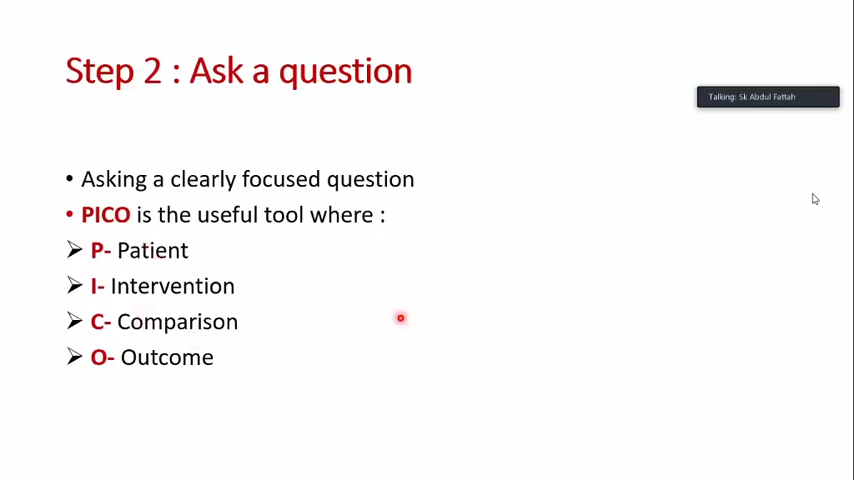 Step 2 : Ask a question
Talking: Sk Abdul Fattah
• Asking a clearly focused question
• PICO is the useful tool where :
➢ P- Patient
➢ I- Intervention
➢ C- Comparison
➢ O- Outcome